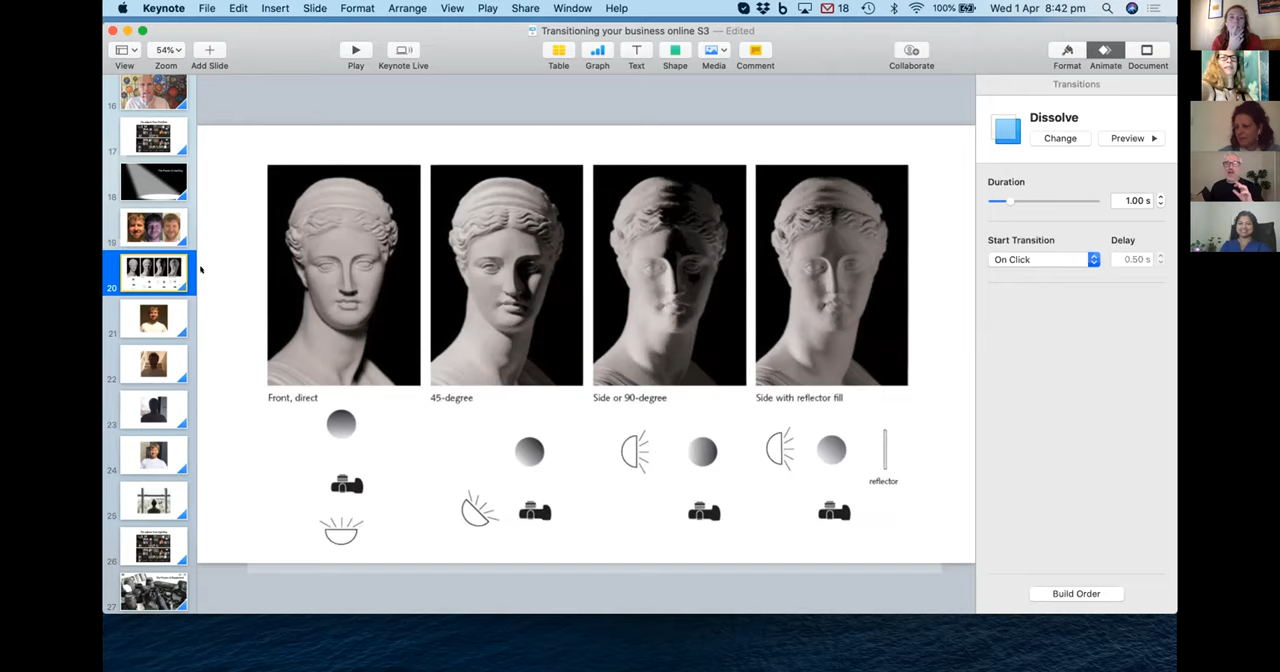 Keynote File Edit Insert Slide Format Arrange View Play Share Window Help 18 100% Wed 1 Apr 8:42 pm
Transitioning your business online S3 — Edited
54%
View Zoom Add Slide Play Keynote Live Table Graph Text Shape Media Comment Collaborate Format Animate Document
Transitions
Dissolve
Change Preview
Duration
1.00 s
Start Transition Delay
On Click 0.50 s
Build Order
16
17
18
19
20
21
22
23
24
25
26
27
Front, direct 45-degree Side or 90-degree Side with reflector fill
reflector